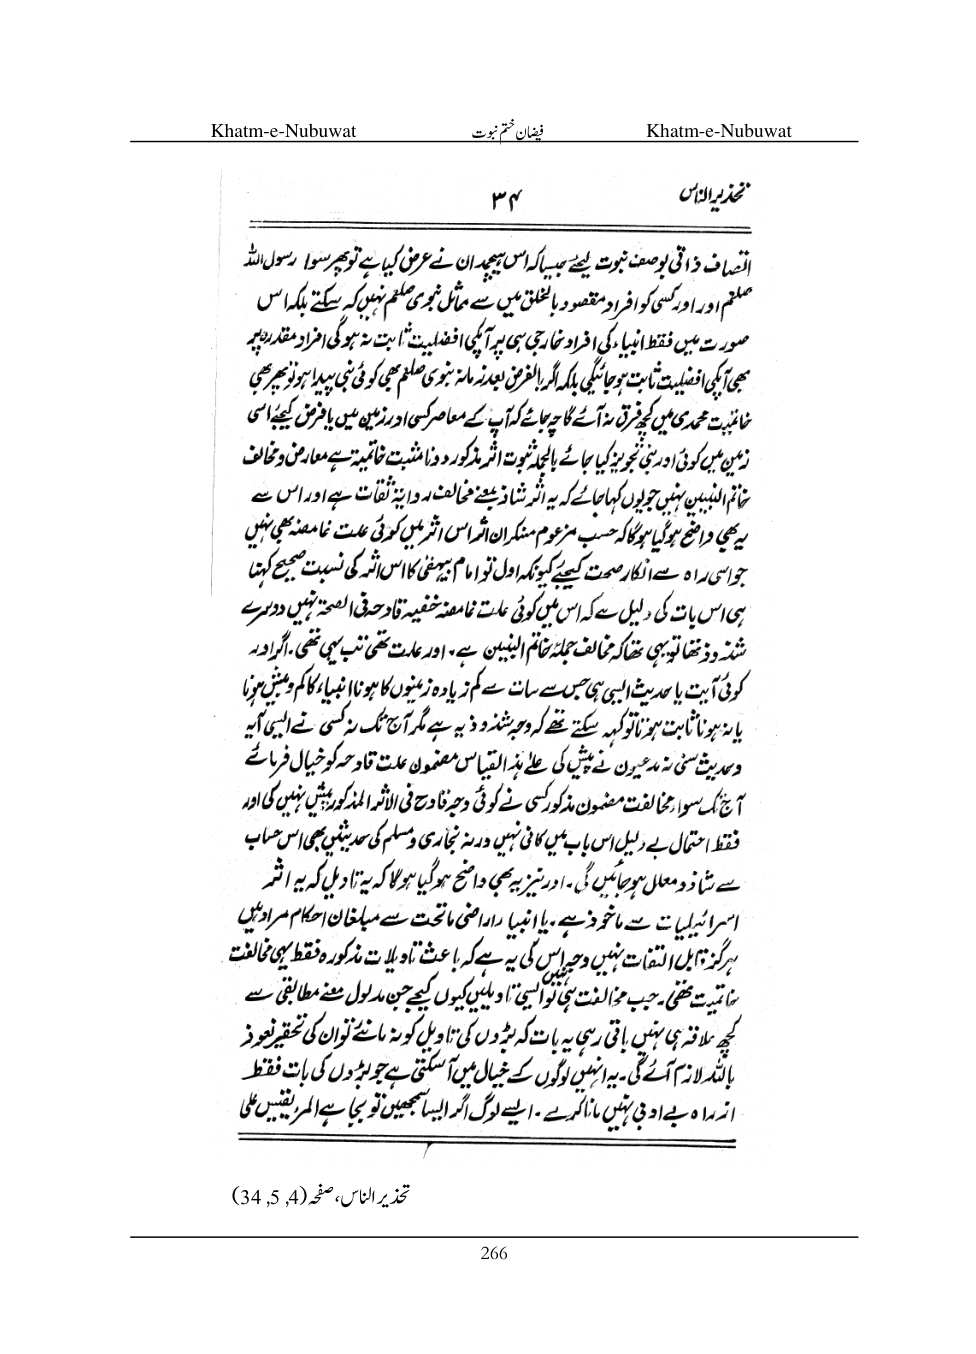 Khatm-e-Nubuwat فیضان ختم نبوت Khatm-e-Nubuwat
تحذیر الناس
۳۴
اتصاف ذاتی بوصف نبوت لیجئے جیسا کہ اس ہیچمدان نے عرض کیا ہے تو پھر سوا رسول اللہ
صلعم اور اور کسی کو افراد مقصود بالخلق میں سے مماثل نبوی صلعم نہیں کہہ سکتے بلکہ اس
صورت میں فقط انبیاء کی افراد خارجی ہی پر آپکی افضلیت ثابت نہ ہوگی افراد مقدرہ پر
بھی آپکی افضلیت ثابت ہو جائیگی بلکہ اگر بالفرض بعد زمانہ نبوی صلعم بھی کوئی نبی پیدا ہو تو پھر بھی
خاتمیت محمدی میں کچھ فرق نہ آئے گا چہ جائے کہ آپ کے معاصر کسی اور زمین میں یا فرض کیجئے اسی
زمین میں کوئی اور نبی تجویز کیا جائے بالجملہ ثبوت اثر مذکور دونا مثبت خاتمیت ہے معارض و مخالف
خاتم النبیین نہیں جو یوں کہا جائے کہ یہ اثر شاذ بمعنے مخالف روایۃ ثقات ہے اور اس سے
یہ بھی واضح ہو گیا ہوگا کہ حسب مزعوم منکران اثر اس اثر میں کوئی علت غامضہ بھی نہیں
جو اسی راہ سے انکار صحت کیجئے کیونکہ اول تو امام بیہقی کا اس اثر کی نسبت صحیح کہنا
ہی اس بات کی دلیل ہے کہ اس میں کوئی علت غامضہ خفیہ قادحہ فی الصحۃ نہیں دوسرے
شذوذ تھا تو یہی تھا کہ مخالف جملہ خاتم النبیین ہے۔ اور علت تھی تب یہی تھی۔ اگر اور
کوئی آیت یا حدیث ایسی ہی جس سے سات سے کم زیادہ زمینوں کا ہونا انبیاء کا کم و بیش ہونا
یا نہ ہونا ثابت ہوتا تو کہہ سکتے تھے کہ وجہ شذوذ یہ ہے مگر آج تک نہ کسی نے ایسی آیہ
و حدیث سنی نہ مدعیون نے پیش کی علیٰ ہذا القیاس مضمون علت قادحہ کو خیال فرمائے
آج تک سواء مخالفت مضمون مذکور کسی نے کوئی وجہ قادح فی الاثر المذکور پیش نہیں کی اور
فقط احتمال بے دلیل اس باب میں کافی نہیں ورنہ بخاری و مسلم کی حدیثیں بھی اس حساب
سے شاذ و معلل ہو جائیں گی۔ اور نیز یہ بھی واضح ہو گیا ہوگا کہ یہ تاویل کہ یہ اثر
اسرائیلیات سے ماخوذ ہے۔ یا انبیاء اراضی ماتحت سے مبلغان احکام مراد ہیں
ہرگز قابل التفات نہیں وجہ اس کی یہ ہے کہ باعث تاویلات مذکورہ فقط یہی مخالفت
خاتمیت تھی۔ جب مخالفت ہی نہیں تو ایسی تاویلیں کیوں کیجے جن مدلول معنے مطابقی سے
کچھ علاقہ ہی نہیں باقی رہی یہ بات کہ بڑوں کی تاویل کو نہ مانئے تو ان کی تحقیر نعوذ
باللہ لازم آئے گی۔ یہ انہیں لوگوں کے خیال میں آ سکتی ہے جو بڑوں کی بات فقط
از راہ بے ادبی نہیں مانا کرتے۔ ایسے لوگ اگر ایسا سمجھیں تو بجا ہے المرء یقیس علی
تحذیر الناس، صفحہ (4, 5, 34)
266